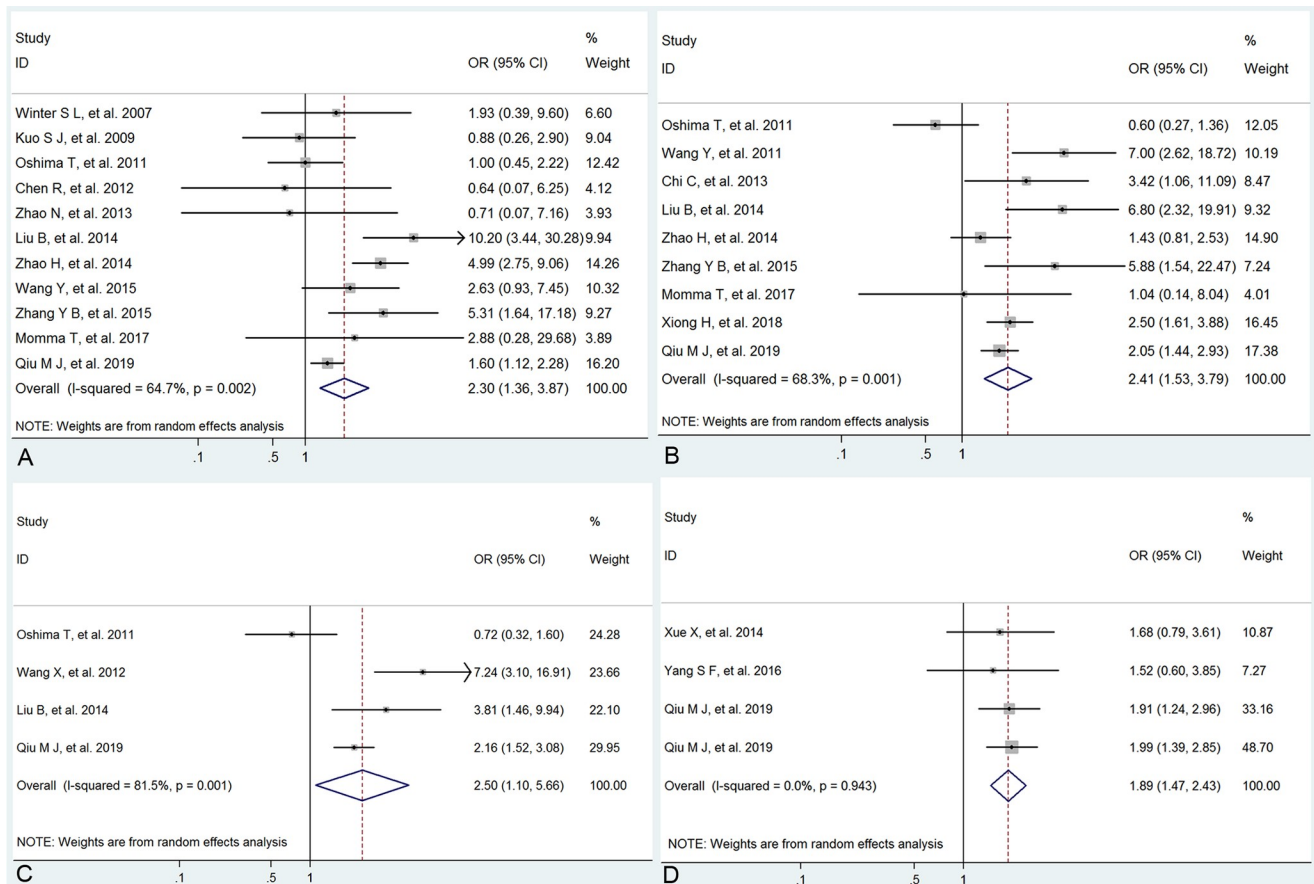 Study %
ID OR (95% CI) Weight
Winter S L, et al. 2007 1.93 (0.39, 9.60) 6.60
Kuo S J, et al. 2009 0.88 (0.26, 2.90) 9.04
Oshima T, et al. 2011 1.00 (0.45, 2.22) 12.42
Chen R, et al. 2012 0.64 (0.07, 6.25) 4.12
Zhao N, et al. 2013 0.71 (0.07, 7.16) 3.93
Liu B, et al. 2014 10.20 (3.44, 30.28) 9.94
Zhao H, et al. 2014 4.99 (2.75, 9.06) 14.26
Wang Y, et al. 2015 2.63 (0.93, 7.45) 10.32
Zhang Y B, et al. 2015 5.31 (1.64, 17.18) 9.27
Momma T, et al. 2017 2.88 (0.28, 29.68) 3.89
Qiu M J, et al. 2019 1.60 (1.12, 2.28) 16.20
Overall (I-squared = 64.7%, p = 0.002) 2.30 (1.36, 3.87) 100.00
NOTE: Weights are from random effects analysis
A .1 .5 1
Study %
ID OR (95% CI) Weight
Oshima T, et al. 2011 0.60 (0.27, 1.36) 12.05
Wang Y, et al. 2011 7.00 (2.62, 18.72) 10.19
Chi C, et al. 2013 3.42 (1.06, 11.09) 8.47
Liu B, et al. 2014 6.80 (2.32, 19.91) 9.32
Zhao H, et al. 2014 1.43 (0.81, 2.53) 14.90
Zhang Y B, et al. 2015 5.88 (1.54, 22.47) 7.24
Momma T, et al. 2017 1.04 (0.14, 8.04) 4.01
Xiong H, et al. 2018 2.50 (1.61, 3.88) 16.45
Qiu M J, et al. 2019 2.05 (1.44, 2.93) 17.38
Overall (I-squared = 68.3%, p = 0.001) 2.41 (1.53, 3.79) 100.00
NOTE: Weights are from random effects analysis
B .1 .5 1
Study %
ID OR (95% CI) Weight
Oshima T, et al. 2011 0.72 (0.32, 1.60) 24.28
Wang X, et al. 2012 7.24 (3.10, 16.91) 23.66
Liu B, et al. 2014 3.81 (1.46, 9.94) 22.10
Qiu M J, et al. 2019 2.16 (1.52, 3.08) 29.95
Overall (I-squared = 81.5%, p = 0.001) 2.50 (1.10, 5.66) 100.00
NOTE: Weights are from random effects analysis
C .1 .5 1
Study %
ID OR (95% CI) Weight
Xue X, et al. 2014 1.68 (0.79, 3.61) 10.87
Yang S F, et al. 2016 1.52 (0.60, 3.85) 7.27
Qiu M J, et al. 2019 1.91 (1.24, 2.96) 33.16
Qiu M J, et al. 2019 1.99 (1.39, 2.85) 48.70
Overall (I-squared = 0.0%, p = 0.943) 1.89 (1.47, 2.43) 100.00
NOTE: Weights are from random effects analysis
D .1 .5 1